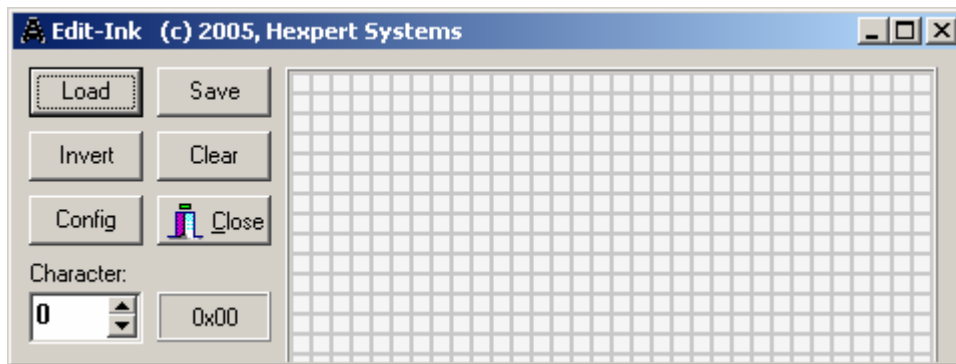 Edit-Ink (c) 2005, Hexpert Systems
Load Save
Invert Clear
Config Close
Character:
0 0x00